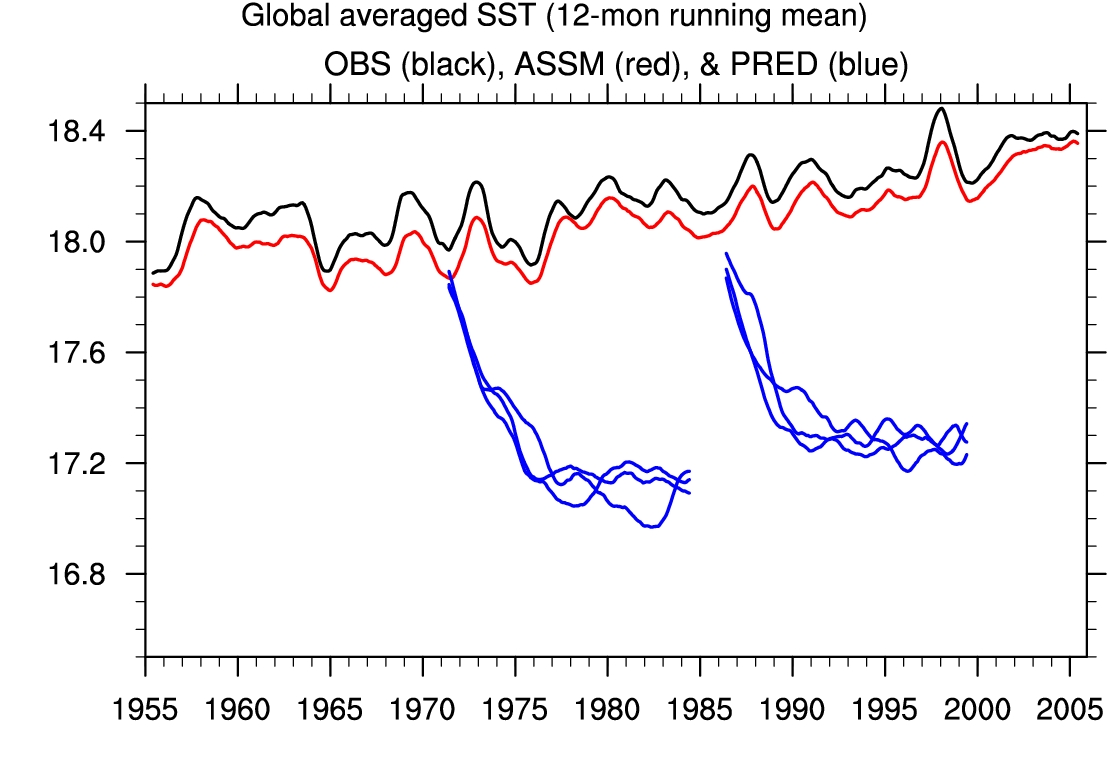 Global averaged SST (12-mon running mean)
OBS (black), ASSM (red), & PRED (blue)
18.4
18.0
17.6
17.2
16.8
1955 1960 1965 1970 1975 1980 1985 1990 1995 2000 2005